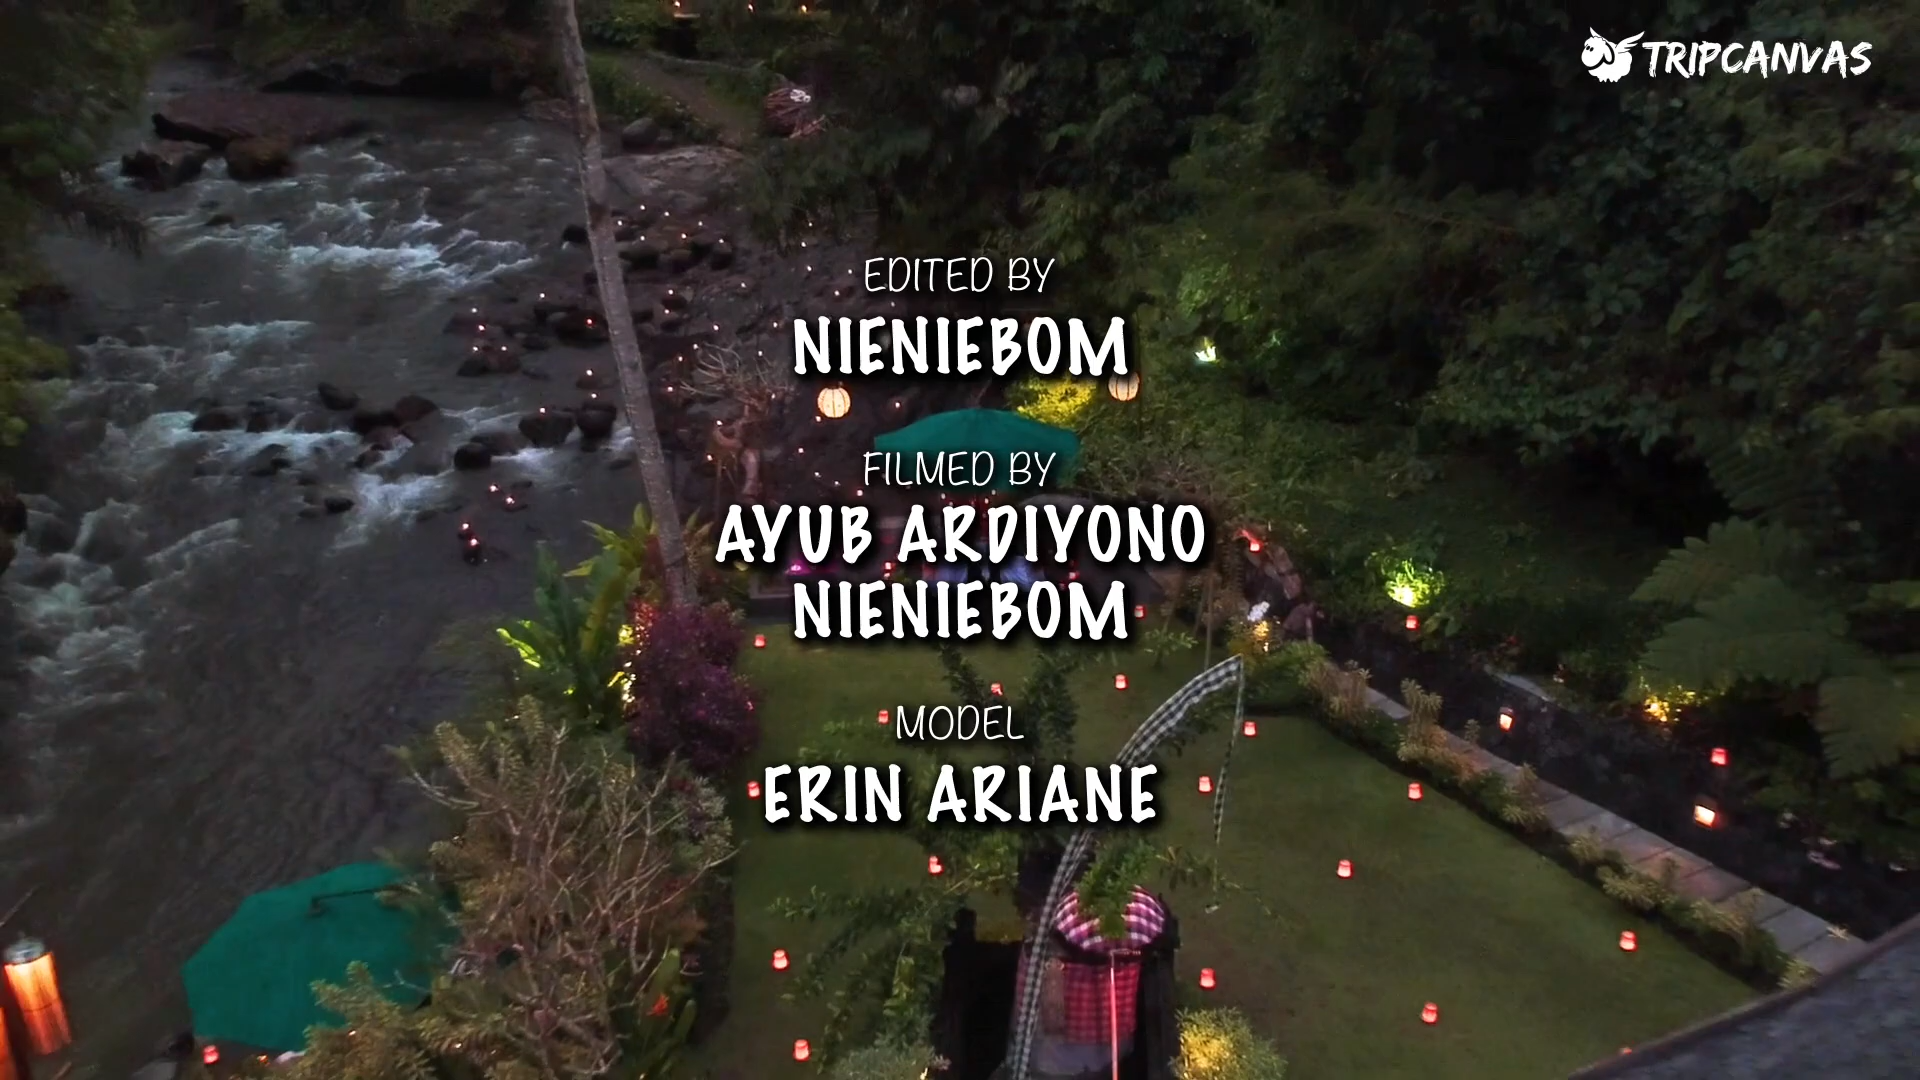 TRIPCANVAS
EDITED BY
NIENIEBOM
FILMED BY
AYUB ARDIYONO
NIENIEBOM
MODEL
ERIN ARIANE